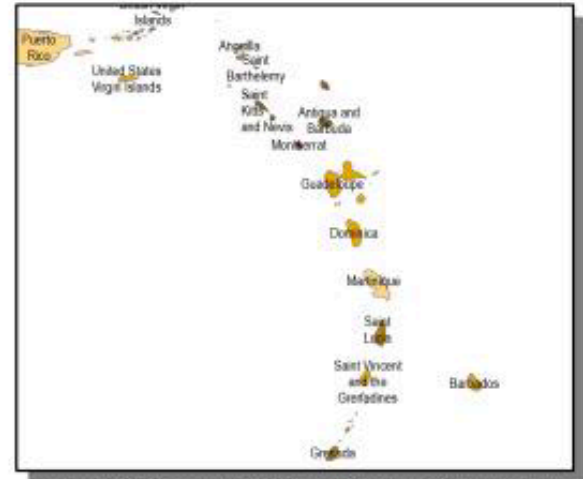 Virgin
Islands
Puerto
Rico
United States
Virgin Islands
Anguilla
Saint
Barthelemy
Saint
Kitts
and Nevis
Antigua and
Barbuda
Montserrat
Guadeloupe
Dominica
Martinique
Saint
Lucia
Saint Vincent
and the
Grenadines
Barbados
Grenada